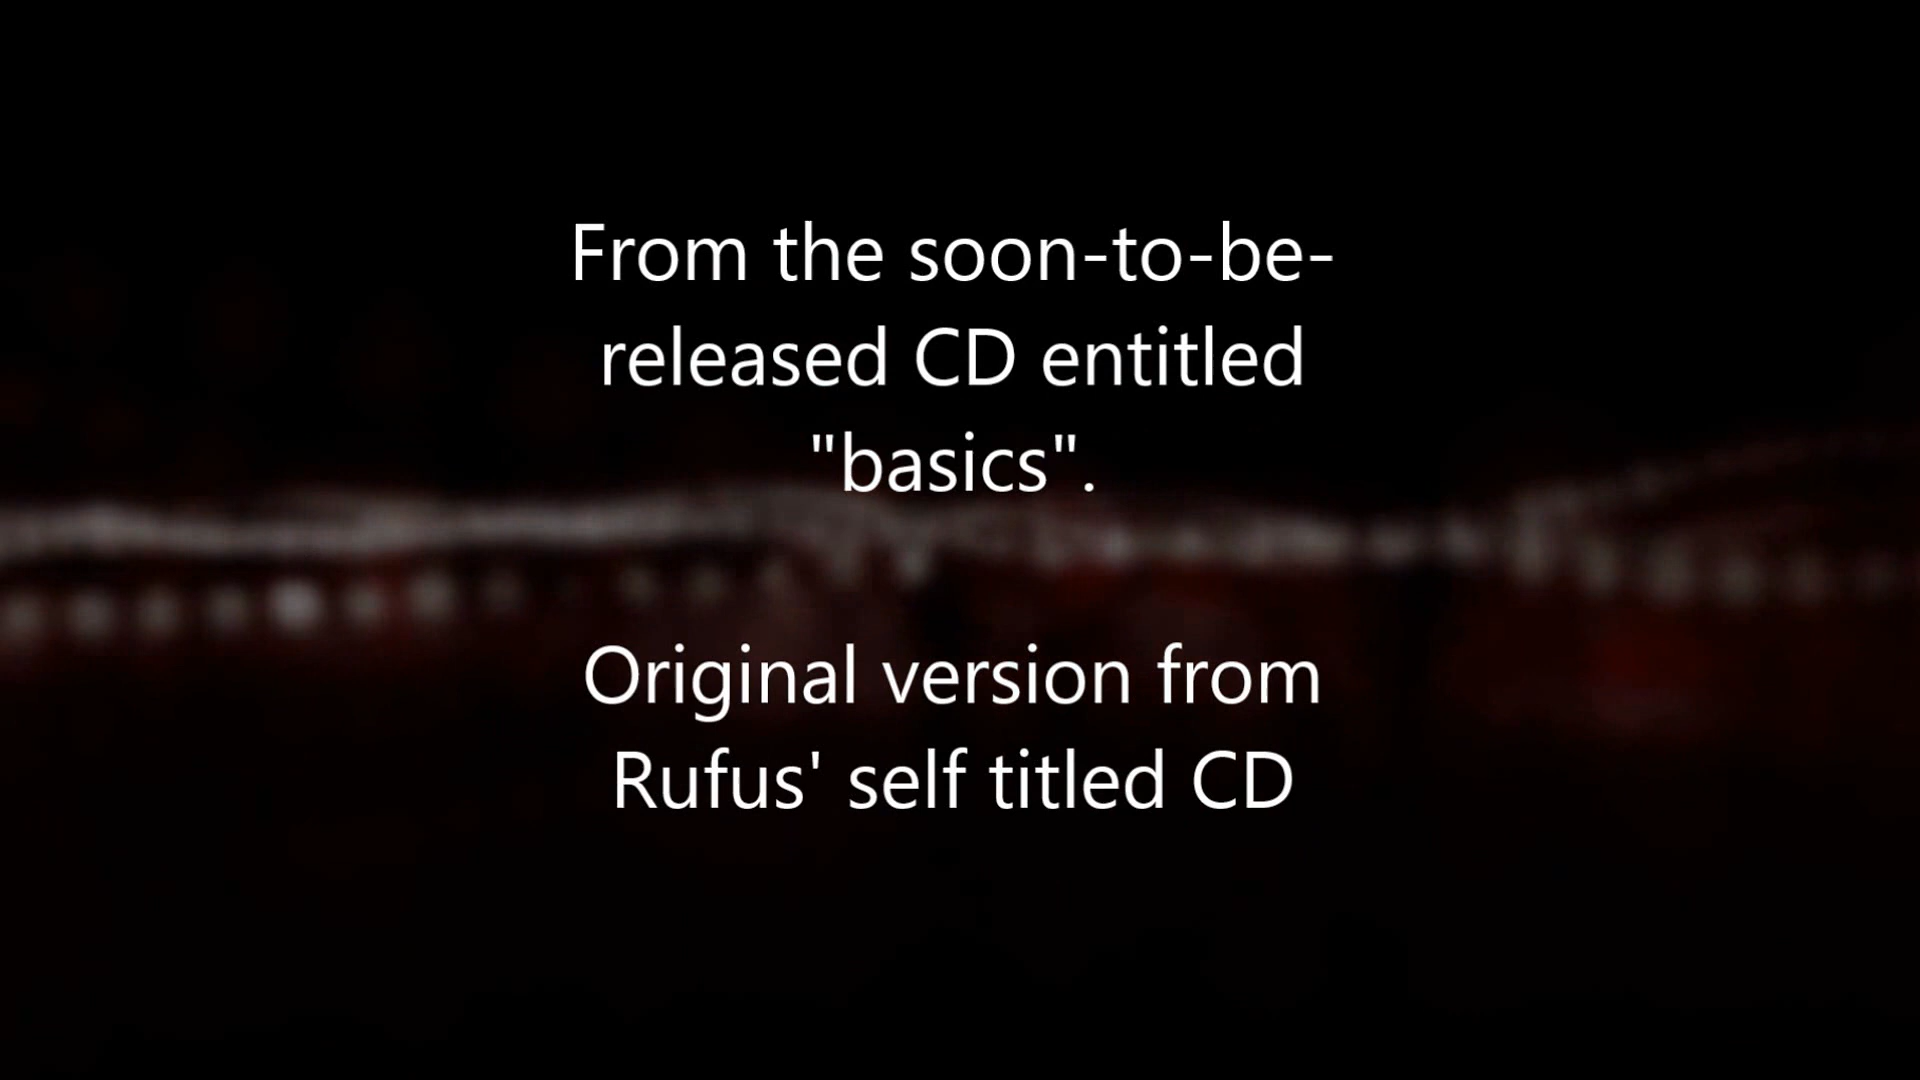 From the soon-to-be-
released CD entitled
"basics".
Original version from
Rufus' self titled CD